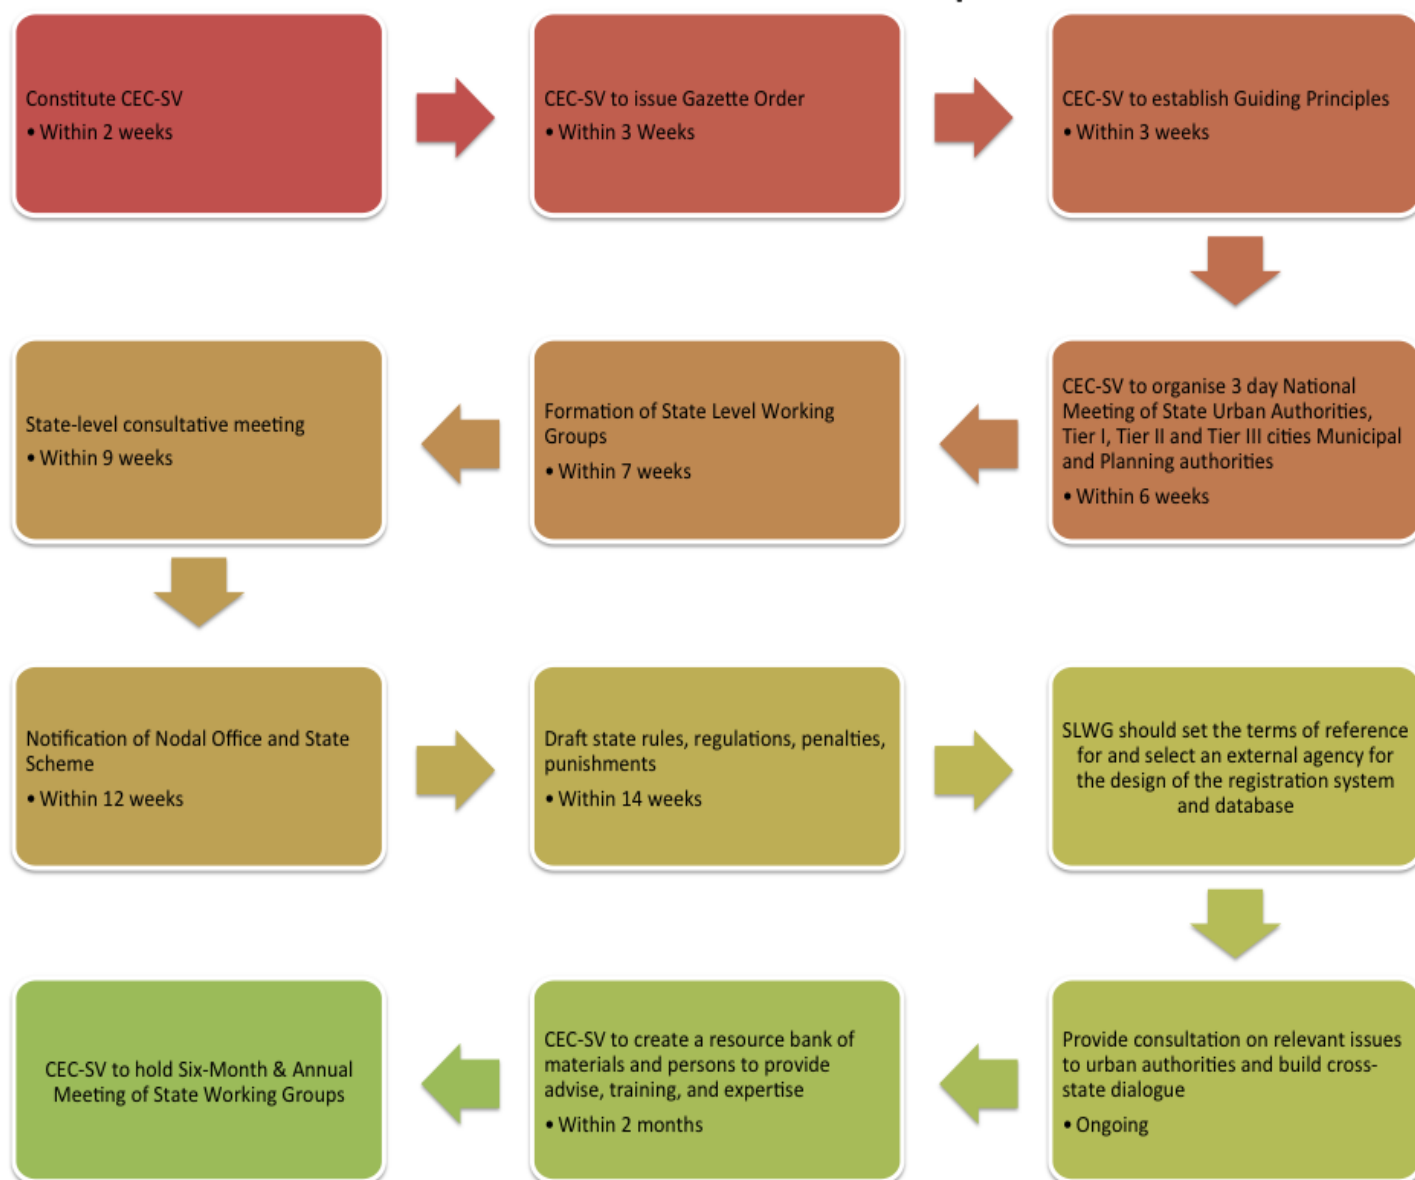 Constitute CEC-SV
• Within 2 weeks
CEC-SV to issue Gazette Order
• Within 3 Weeks
CEC-SV to establish Guiding Principles
• Within 3 weeks
CEC-SV to organise 3 day National
Meeting of State Urban Authorities,
Tier I, Tier II and Tier III cities Municipal
and Planning authorities
• Within 6 weeks
Formation of State Level Working
Groups
• Within 7 weeks
State-level consultative meeting
• Within 9 weeks
Notification of Nodal Office and State
Scheme
• Within 12 weeks
Draft state rules, regulations, penalties,
punishments
• Within 14 weeks
SLWG should set the terms of reference
for and select an external agency for
the design of the registration system
and database
Provide consultation on relevant issues
to urban authorities and build cross-
state dialogue
• Ongoing
CEC-SV to create a resource bank of
materials and persons to provide
advise, training, and expertise
• Within 2 months
CEC-SV to hold Six-Month & Annual
Meeting of State Working Groups